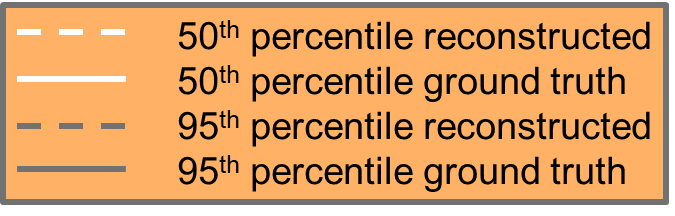 50th percentile reconstructed
50th percentile ground truth
95th percentile reconstructed
95th percentile ground truth